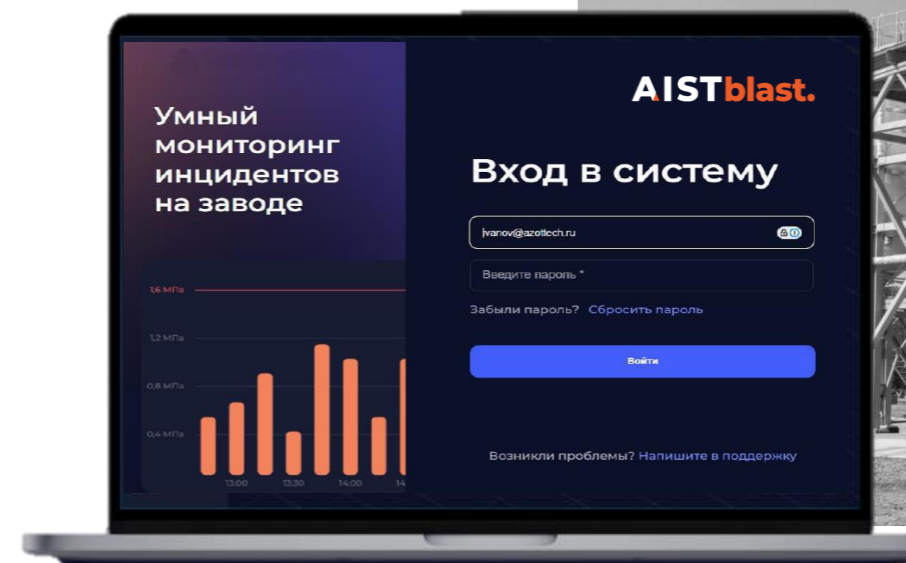 Умный
мониторинг
инцидентов
на заводе
1,6 МПа
1,2 МПа
0,8 МПа
0,4 МПа
13:00 13:30 14:00 14
AISTblast.
Вход в систему
ivanov@azottech.ru
Введите пароль *
Забыли пароль? Сбросить пароль
Войти
Возникли проблемы? Напишите в поддержку